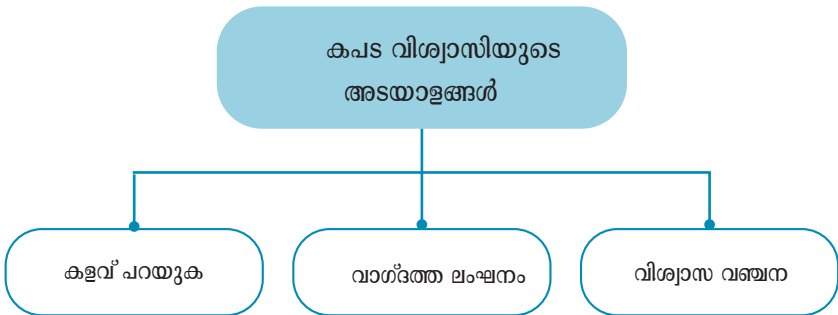 കപട വിശ്വാസിയുടെ
അടയാളങ്ങൾ
കളവ് പറയുക
വാഗ്ദത്ത ലംഘനം
വിശ്വാസ വഞ്ചന